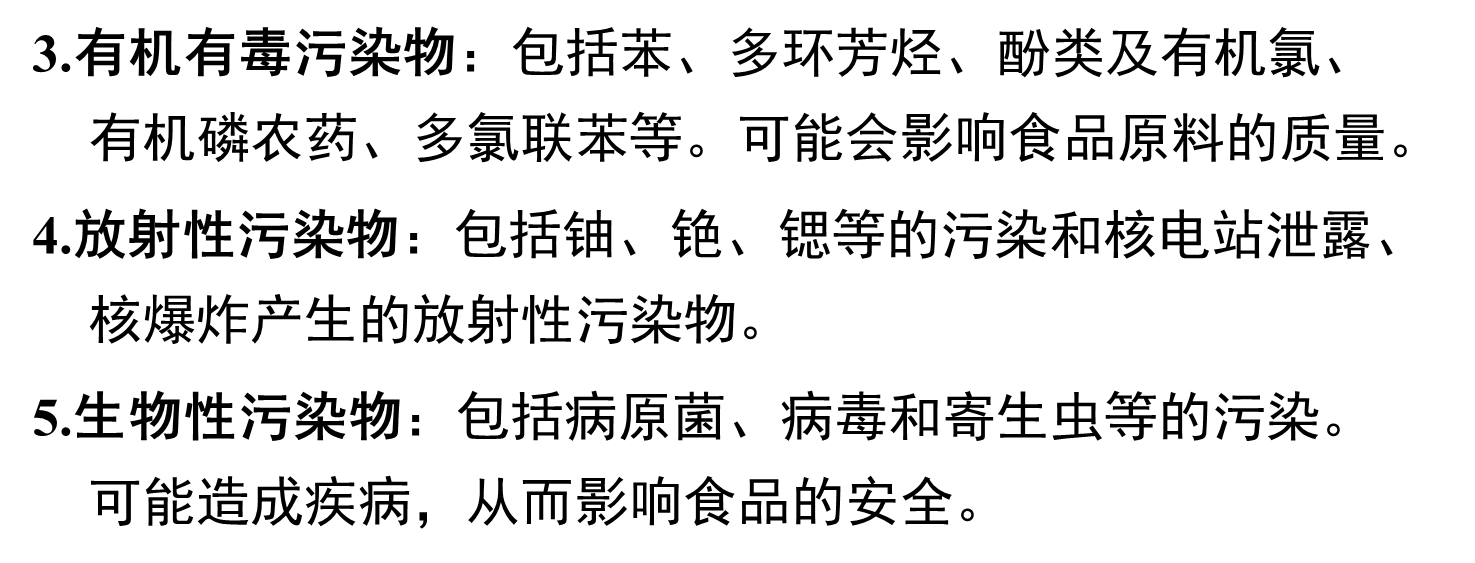 3.有机有毒污染物：包括苯、多环芳烃、酚类及有机氯、
有机磷农药、多氯联苯等。可能会影响食品原料的质量。
4.放射性污染物：包括铀、铯、锶等的污染和核电站泄露、
核爆炸产生的放射性污染物。
5.生物性污染物：包括病原菌、病毒和寄生虫等的污染。
可能造成疾病，从而影响食品的安全。